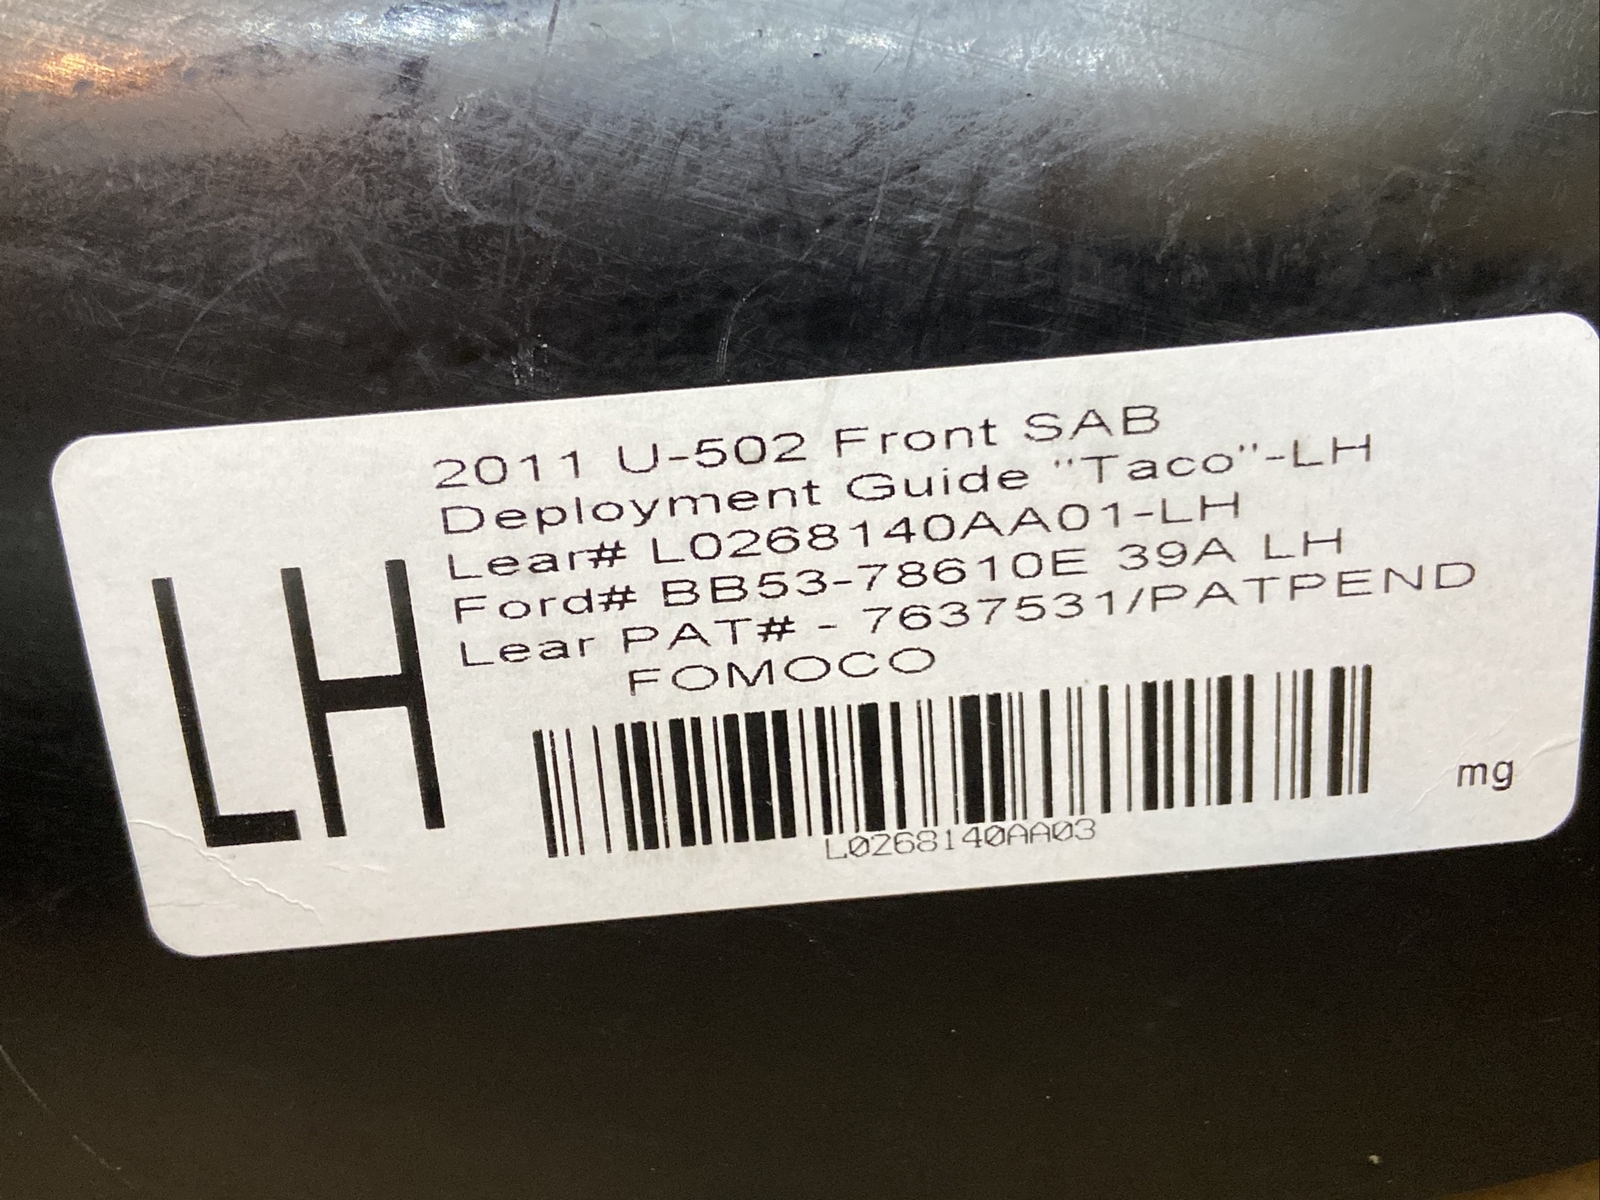 2011 U-502 Front SAB
Deployment Guide "Taco"-LH
Lear# L0268140AA01-LH
Ford# BB53-78610E 39A LH
Lear PAT# - 7637531/PATPEND
FOMOCO
LH
L0268140AA03
mg